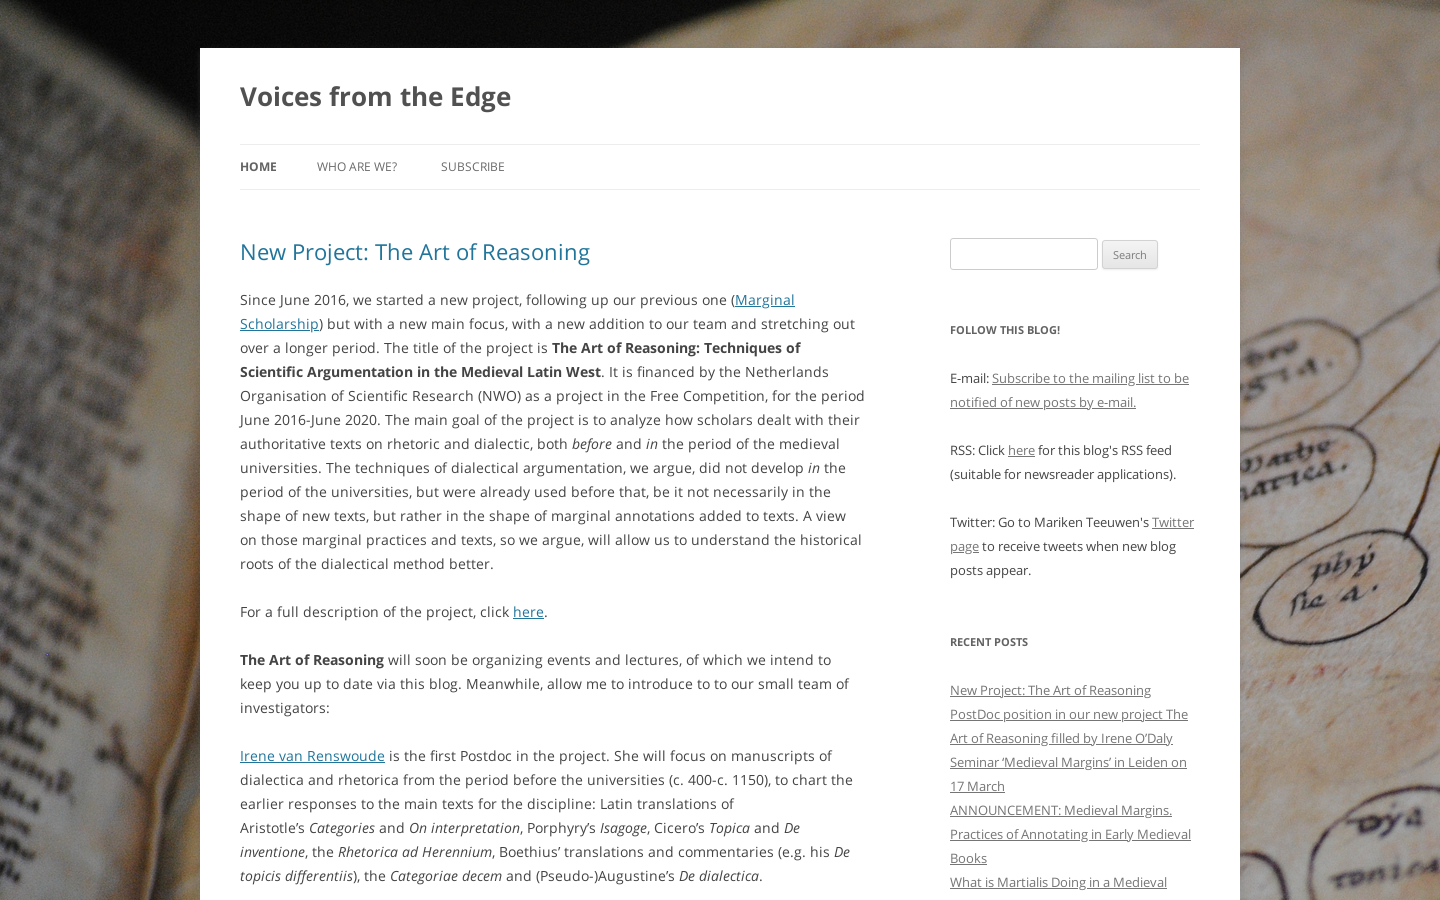 Voices from the Edge
HOME
WHO ARE WE?
SUBSCRIBE
New Project: The Art of Reasoning
Since June 2016, we started a new project, following up our previous one (Marginal
Scholarship) but with a new main focus, with a new addition to our team and stretching out
over a longer period. The title of the project is The Art of Reasoning: Techniques of
Scientific Argumentation in the Medieval Latin West. It is financed by the Netherlands
Organisation of Scientific Research (NWO) as a project in the Free Competition, for the period
June 2016-June 2020. The main goal of the project is to analyze how scholars dealt with their
authoritative texts on rhetoric and dialectic, both before and in the period of the medieval
universities. The techniques of dialectical argumentation, we argue, did not develop in the
period of the universities, but were already used before that, be it not necessarily in the
shape of new texts, but rather in the shape of marginal annotations added to texts. A view
on those marginal practices and texts, so we argue, will allow us to understand the historical
roots of the dialectical method better.
For a full description of the project, click here.
The Art of Reasoning will soon be organizing events and lectures, of which we intend to
keep you up to date via this blog. Meanwhile, allow me to introduce to to our small team of
investigators:
Irene van Renswoude is the first Postdoc in the project. She will focus on manuscripts of
dialectica and rhetorica from the period before the universities (c. 400-c. 1150), to chart the
earlier responses to the main texts for the discipline: Latin translations of
Aristotle’s Categories and On interpretation, Porphyry’s Isagoge, Cicero’s Topica and De
inventione, the Rhetorica ad Herennium, Boethius’ translations and commentaries (e.g. his De
topicis differentiis), the Categoriae decem and (Pseudo-)Augustine’s De dialectica.
Search
FOLLOW THIS BLOG!
E-mail: Subscribe to the mailing list to be
notified of new posts by e-mail.
RSS: Click here for this blog's RSS feed
(suitable for newsreader applications).
Twitter: Go to Mariken Teeuwen's Twitter
page to receive tweets when new blog
posts appear.
RECENT POSTS
New Project: The Art of Reasoning
PostDoc position in our new project The
Art of Reasoning filled by Irene O’Daly
Seminar ‘Medieval Margins’ in Leiden on
17 March
ANNOUNCEMENT: Medieval Margins.
Practices of Annotating in Early Medieval
Books
What is Martialis Doing in a Medieval